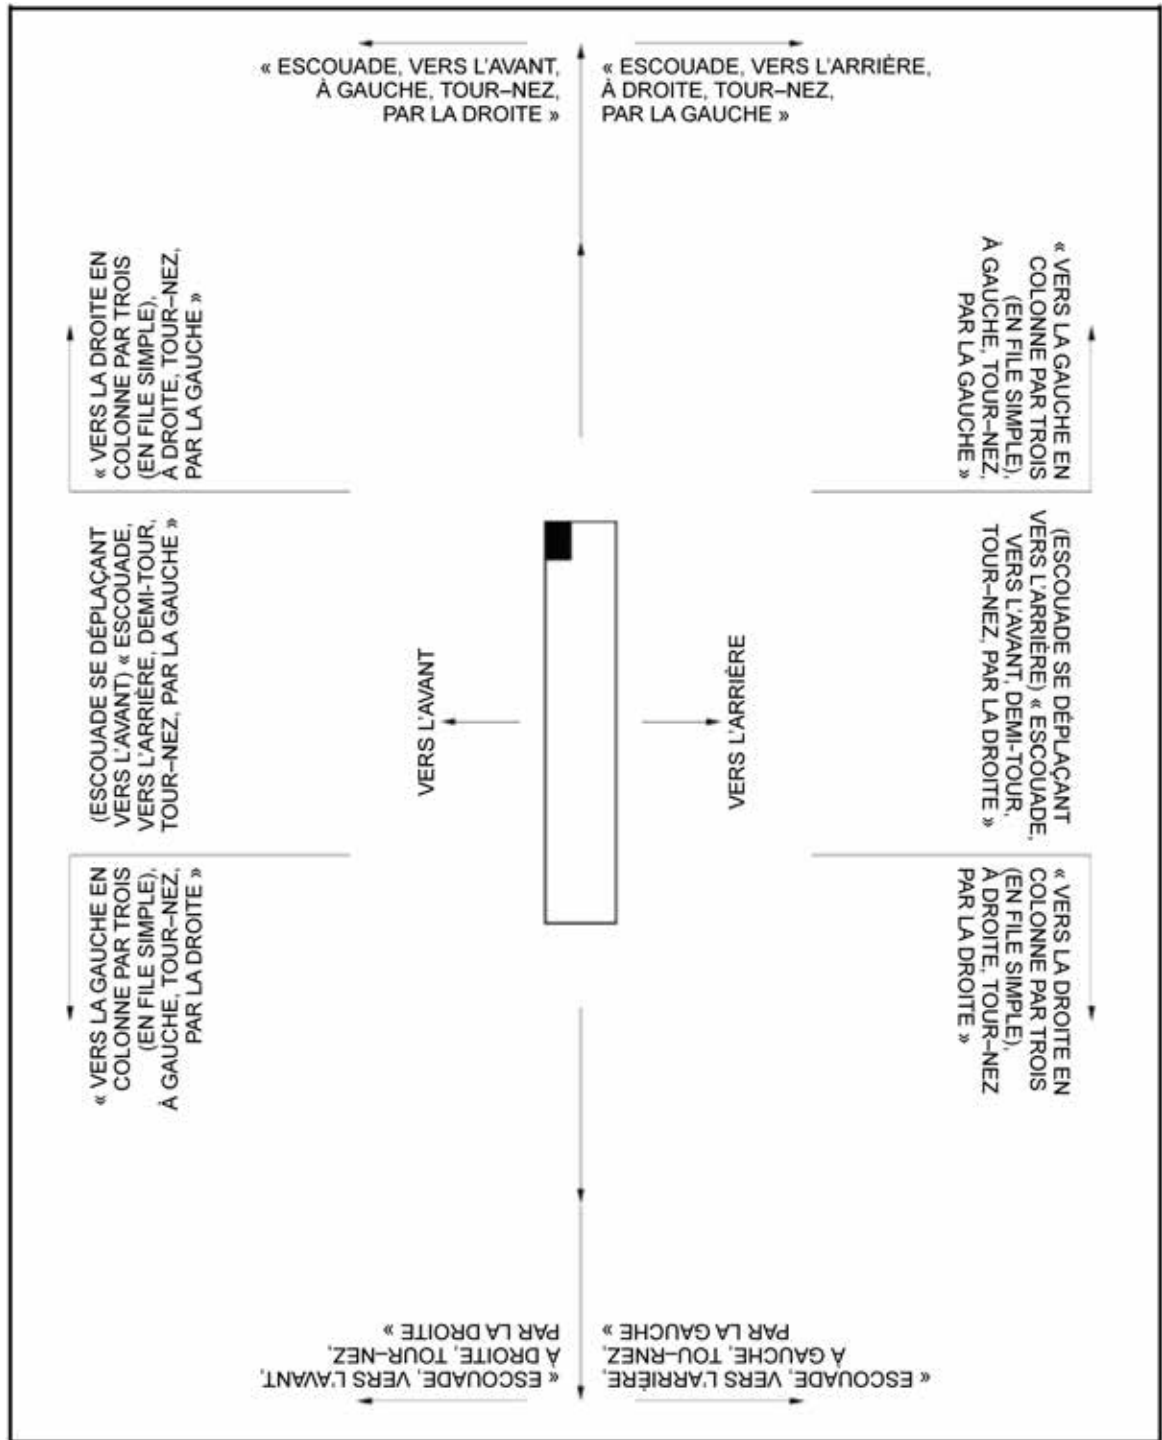 « ESCOUADE, VERS L'AVANT,
À GAUCHE, TOUR–NEZ,
PAR LA DROITE »
« ESCOUADE, VERS L'ARRIÈRE,
À DROITE, TOUR–NEZ,
PAR LA GAUCHE »
« VERS LA DROITE EN
COLONNE PAR TROIS
(EN FILE SIMPLE),
À DROITE, TOUR–NEZ,
PAR LA GAUCHE »
« VERS LA GAUCHE EN
COLONNE PAR TROIS
(EN FILE SIMPLE),
À GAUCHE, TOUR–NEZ,
PAR LA GAUCHE »
(ESCOUADE SE DÉPLAÇANT
VERS L'AVANT) « ESCOUADE,
VERS L'ARRIÈRE, DEMI-TOUR,
TOUR–NEZ, PAR LA GAUCHE »
VERS L'AVANT
VERS L'ARRIÈRE
(ESCOUADE SE DÉPLAÇANT
VERS L'ARRIÈRE) « ESCOUADE,
VERS L'AVANT, DEMI-TOUR,
TOUR–NEZ, PAR LA DROITE »
« VERS LA GAUCHE EN
COLONNE PAR TROIS
(EN FILE SIMPLE),
À GAUCHE, TOUR–NEZ,
PAR LA DROITE »
« VERS LA DROITE EN
COLONNE PAR TROIS
(EN FILE SIMPLE),
À DROITE, TOUR–NEZ
PAR LA DROITE »
« ESCOUADE, VERS L'AVANT,
À DROITE, TOUR–NEZ,
PAR LA DROITE »
« ESCOUADE, VERS L'ARRIÈRE,
À GAUCHE, TOU–RNEZ,
PAR LA GAUCHE »